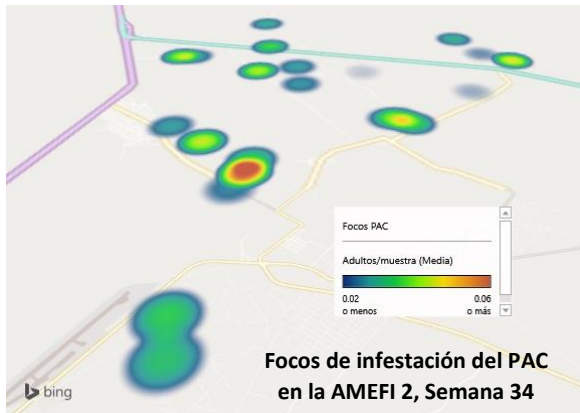 Focos PAC
Adultos/muestra (Media)
0.02 0.06
o menos o más
Focos de infestación del PAC
en la AMEFI 2, Semana 34
bing